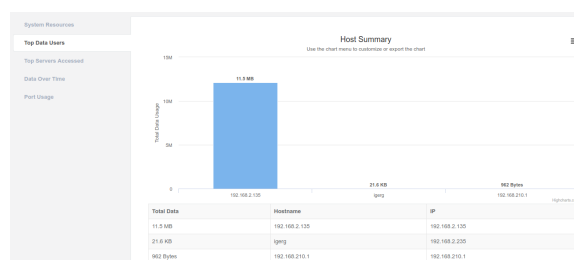 System Resources
Top Data Users
Top Servers Accessed
Data Over Time
Port Usage
Host Summary
Use the chart menu to customize or export the chart
Total Data Usage
15M
10M
5M
0
11.5 MB
21.6 KB
962 Bytes
192.168.2.135
igerg
192.168.210.1
Highcharts.c
Total Data Hostname IP
11.5 MB 192.168.2.135 192.168.2.135
21.6 KB igerg 192.168.2.235
962 Bytes 192.168.210.1 192.168.210.1